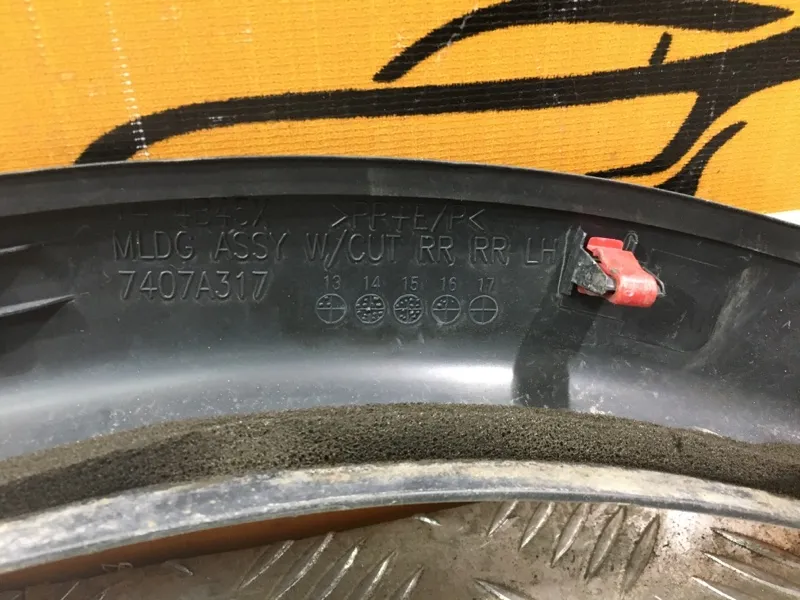 >PP+E/P<
MLDG ASSY W/CUT RR RR LH
7407A317
13 14 15 16 17